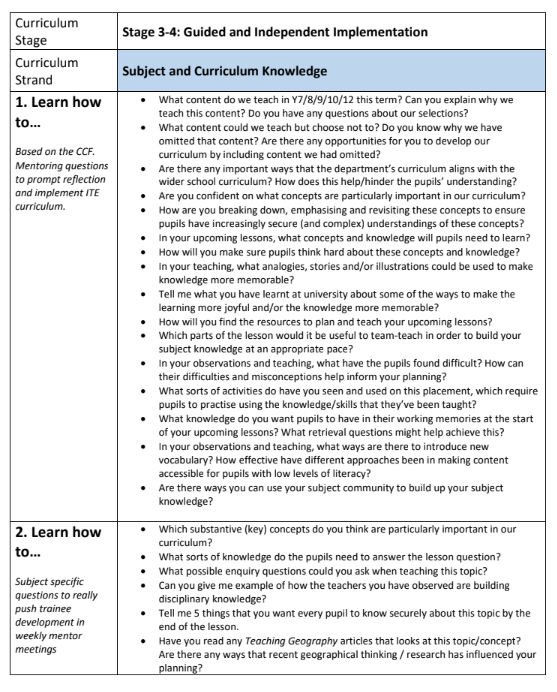 Curriculum
Stage
Stage 3-4: Guided and Independent Implementation
Curriculum
Strand
Subject and Curriculum Knowledge
1. Learn how
to…
Based on the CCF.
Mentoring questions
to prompt reflection
and implement ITE
curriculum.
• What content do we teach in Y7/8/9/10/12 this term? Can you explain why we
teach this content? Do you have any questions about our selections?
• What content could we teach but choose not to? Do you know why we have
omitted that content? Are there any opportunities for you to develop our
curriculum by including content we had omitted?
• Are there any important ways that the department's curriculum aligns with the
wider school curriculum? How does this help/hinder the pupils' understanding?
• Are you confident on what concepts are particularly important in our curriculum?
• How are you breaking down, emphasising and revisiting these concepts to ensure
pupils have increasingly secure (and complex) understandings of these concepts?
• In your upcoming lessons, what concepts and knowledge will pupils need to learn?
• How will you make sure pupils think hard about these concepts and knowledge?
• In your teaching, what analogies, stories and/or illustrations could be used to make
knowledge more memorable?
• Tell me what you have learnt at university about some of the ways to make the
learning more joyful and/or the knowledge more memorable?
• How will you find the resources to plan and teach your upcoming lessons?
• Which parts of the lesson would it be useful to team-teach in order to build your
subject knowledge at an appropriate pace?
• In your observations and teaching, what have the pupils found difficult? How can
their difficulties and misconceptions help inform your planning?
• What sorts of activities do have you seen and used on this placement, which require
pupils to practise using the knowledge/skills that they've been taught?
• What knowledge do you want pupils to have in their working memories at the start
of your upcoming lessons? What retrieval questions might help achieve this?
• In your observations and teaching, what ways are there to introduce new
vocabulary? How effective have different approaches been in making content
accessible for pupils with low levels of literacy?
• Are there ways you can use your subject community to build up your subject
knowledge?
2. Learn how
to…
Subject specific
questions to really
push trainee
development in
weekly mentor
meetings
• Which substantive (key) concepts do you think are particularly important in our
curriculum?
• What sorts of knowledge do the pupils need to answer the lesson question?
• What possible enquiry questions could you ask when teaching this topic?
• Can you give me example of how the teachers you have observed are building
disciplinary knowledge?
• Tell me 5 things that you want every pupil to know securely about this topic by the
end of the lesson.
• Have you read any Teaching Geography articles that looks at this topic/concept?
Are there any ways that recent geographical thinking / research has influenced your
planning?